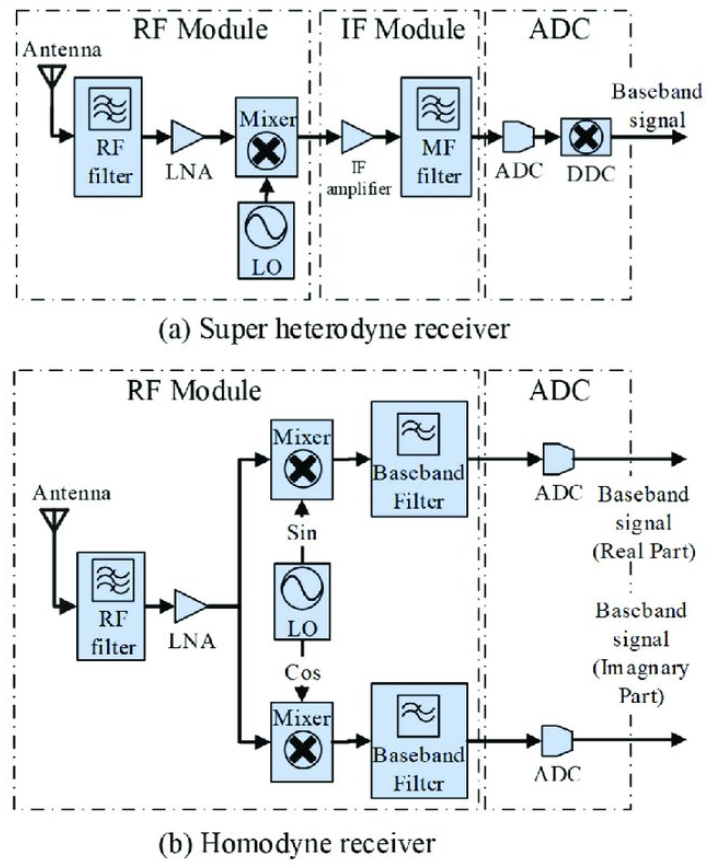 RF Module
IF Module
ADC
Antenna
RF
filter
LNA
Mixer
LO
IF
amplifier
MF
filter
ADC
DDC
Baseband
signal
(a) Super heterodyne receiver
RF Module
ADC
Antenna
RF
filter
LNA
Mixer
Sin
LO
Cos
Mixer
Baseband
Filter
Baseband
Filter
ADC
Baseband
signal
(Real Part)
Baseband
signal
(Imagnary
Part)
ADC
(b) Homodyne receiver